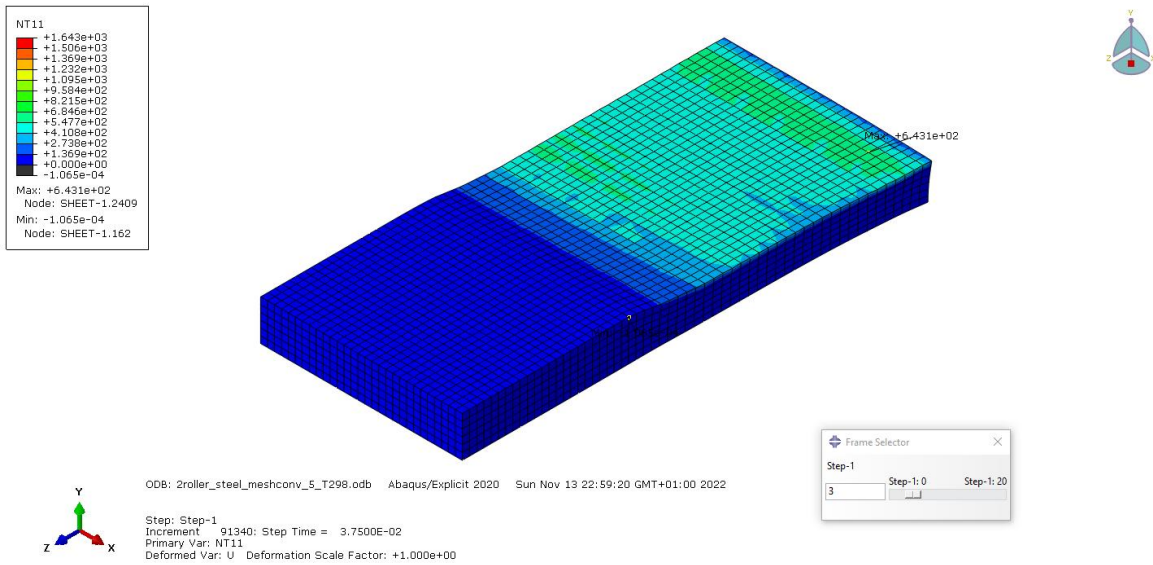 NT11
+1.643e+03
+1.506e+03
+1.369e+03
+1.232e+03
+1.095e+03
+9.584e+02
+8.215e+02
+6.846e+02
+5.477e+02
+4.108e+02
+2.738e+02
+1.369e+02
+0.000e+00
-1.065e-04
Max: +6.431e+02
Node: SHEET-1.2409
Min: -1.065e-04
Node: SHEET-1.162
Y
Z
Max: +6.431e+02
Frame Selector
Step-1
Step-1: 0
Step-1: 20
3
Y
Z
X
ODB: 2roller_steel_meshconv_5_T298.odb Abaqus/Explicit 2020 Sun Nov 13 22:59:20 GMT+01:00 2022
Step: Step-1
Increment 91340: Step Time = 3.7500E-02
Primary Var: NT11
Deformed Var: U Deformation Scale Factor: +1.000e+00